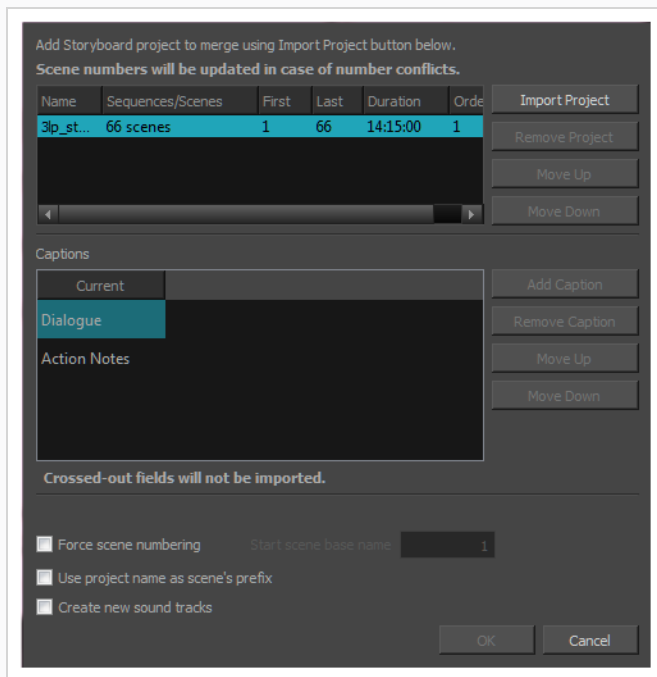 Add Storyboard project to merge using Import Project button below.
Scene numbers will be updated in case of number conflicts.
Name Sequences/Scenes First Last Duration Orde
Import Project
3lp_st... 66 scenes 1 66 14:15:00 1
Remove Project
Move Up
Move Down
Captions
Current
Add Caption
Dialogue
Remove Caption
Action Notes
Move Up
Move Down
Crossed-out fields will not be imported.
Force scene numbering Start scene base name 1
Use project name as scene's prefix
Create new sound tracks
OK Cancel